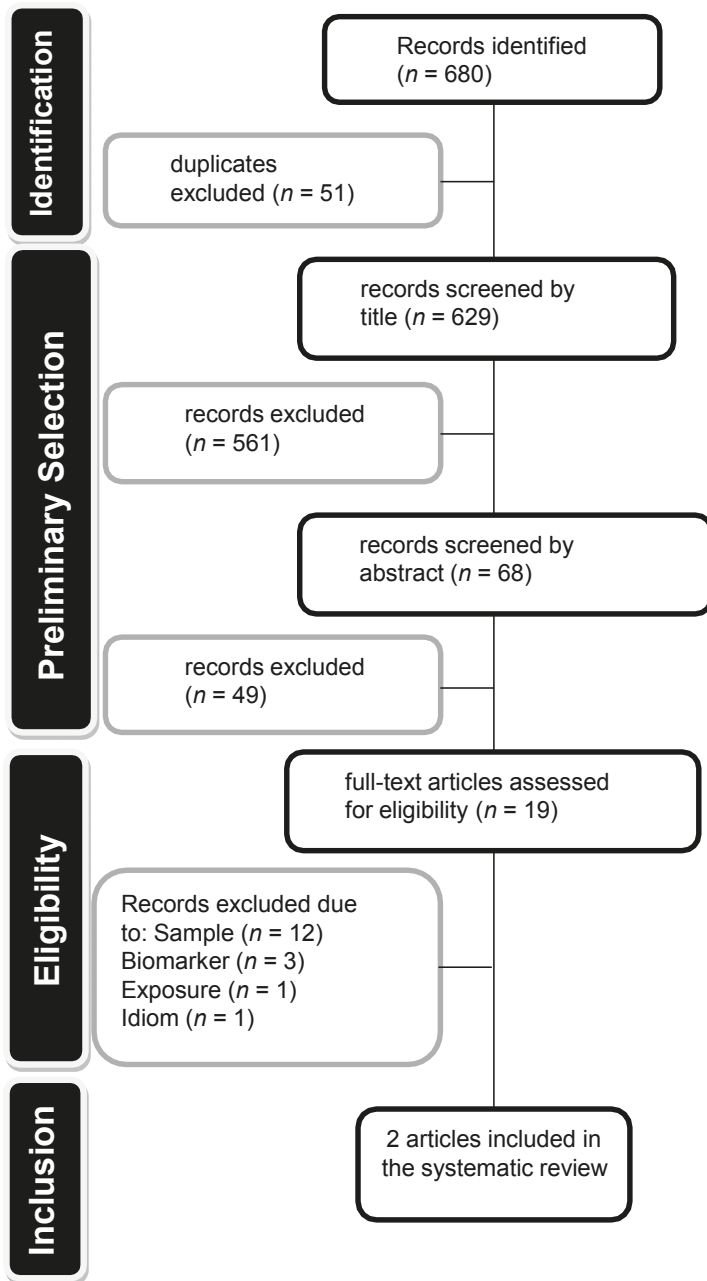 Identification
Records identified
(n = 680)
duplicates
excluded (n = 51)
Preliminary Selection
records screened by
title (n = 629)
records excluded
(n = 561)
records screened by
abstract (n = 68)
records excluded
(n = 49)
Eligibility
full-text articles assessed
for eligibility (n = 19)
Records excluded due
to: Sample (n = 12)
Biomarker (n = 3)
Exposure (n = 1)
Idiom (n = 1)
Inclusion
2 articles included in
the systematic review